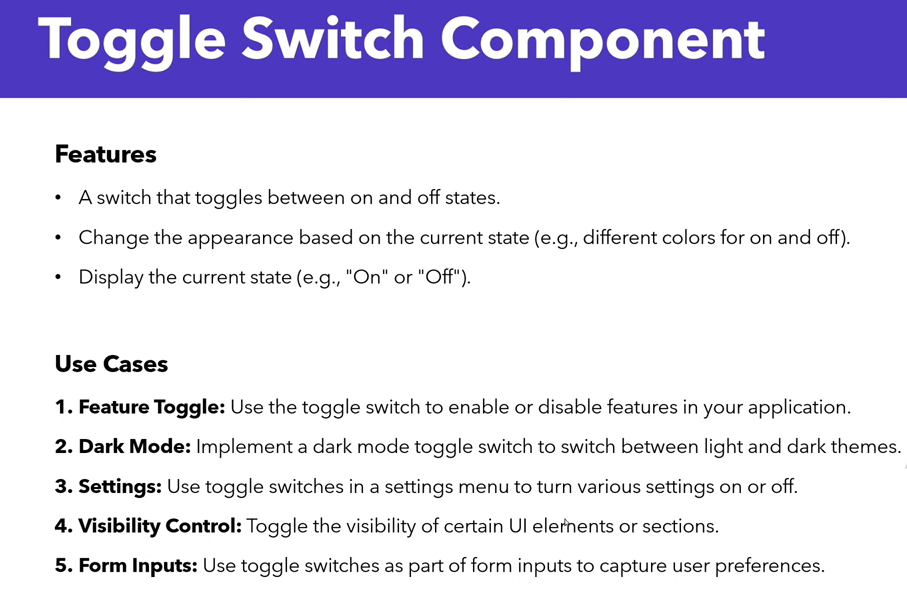 Toggle Switch Component
Features
• A switch that toggles between on and off states.
• Change the appearance based on the current state (e.g., different colors for on and off).
• Display the current state (e.g., "On" or "Off").
Use Cases
1. Feature Toggle: Use the toggle switch to enable or disable features in your application.
2. Dark Mode: Implement a dark mode toggle switch to switch between light and dark themes.
3. Settings: Use toggle switches in a settings menu to turn various settings on or off.
4. Visibility Control: Toggle the visibility of certain UI elements or sections.
5. Form Inputs: Use toggle switches as part of form inputs to capture user preferences.